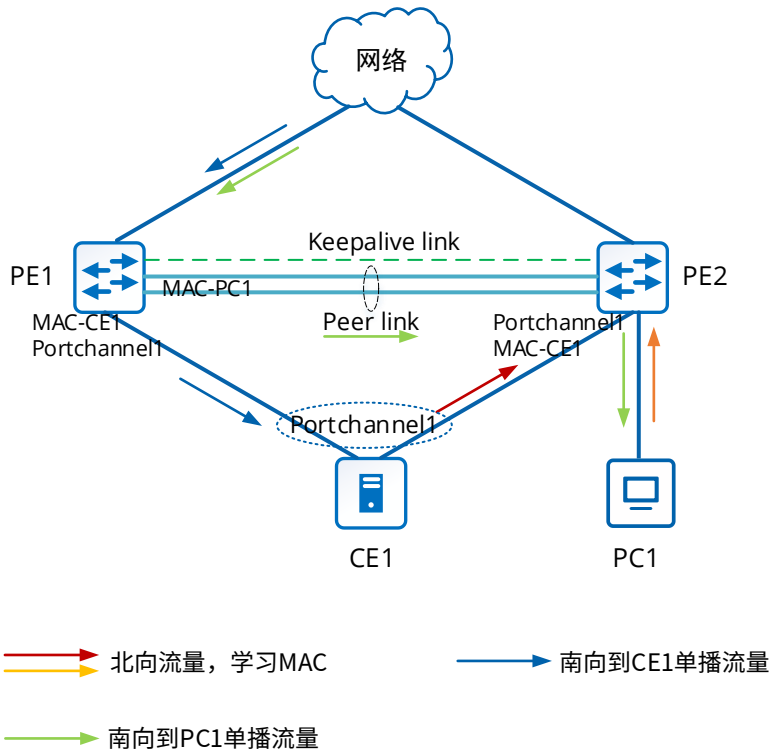 网络
Keepalive link
PE1
PE2
MAC-PC1
MAC-CE1
Portchannel1
Peer link
Portchannel1
MAC-CE1
Portchannel1
CE1
PC1
北向流量，学习MAC
南向到CE1单播流量
南向到PC1单播流量